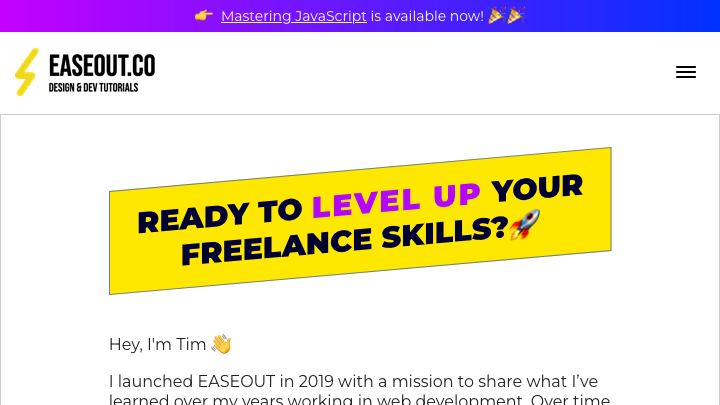 👉 Mastering JavaScript is available now! 🎉🎉
EASEOUT.CO
DESIGN & DEV TUTORIALS
READY TO LEVEL UP YOUR
FREELANCE SKILLS?🚀
Hey, I'm Tim 👋
I launched EASEOUT in 2019 with a mission to share what I’ve
learned over my years working in web development. Over time